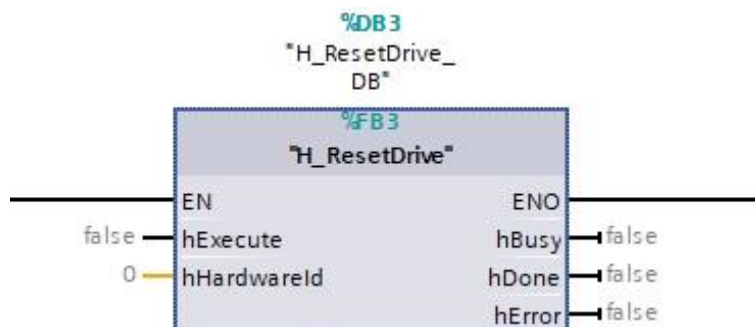 %DB3
"H_ResetDrive_
DB"
%FB3
"H_ResetDrive"
EN ENO
false hExecute hBusy false
0 hHardwareId hDone false
hError false